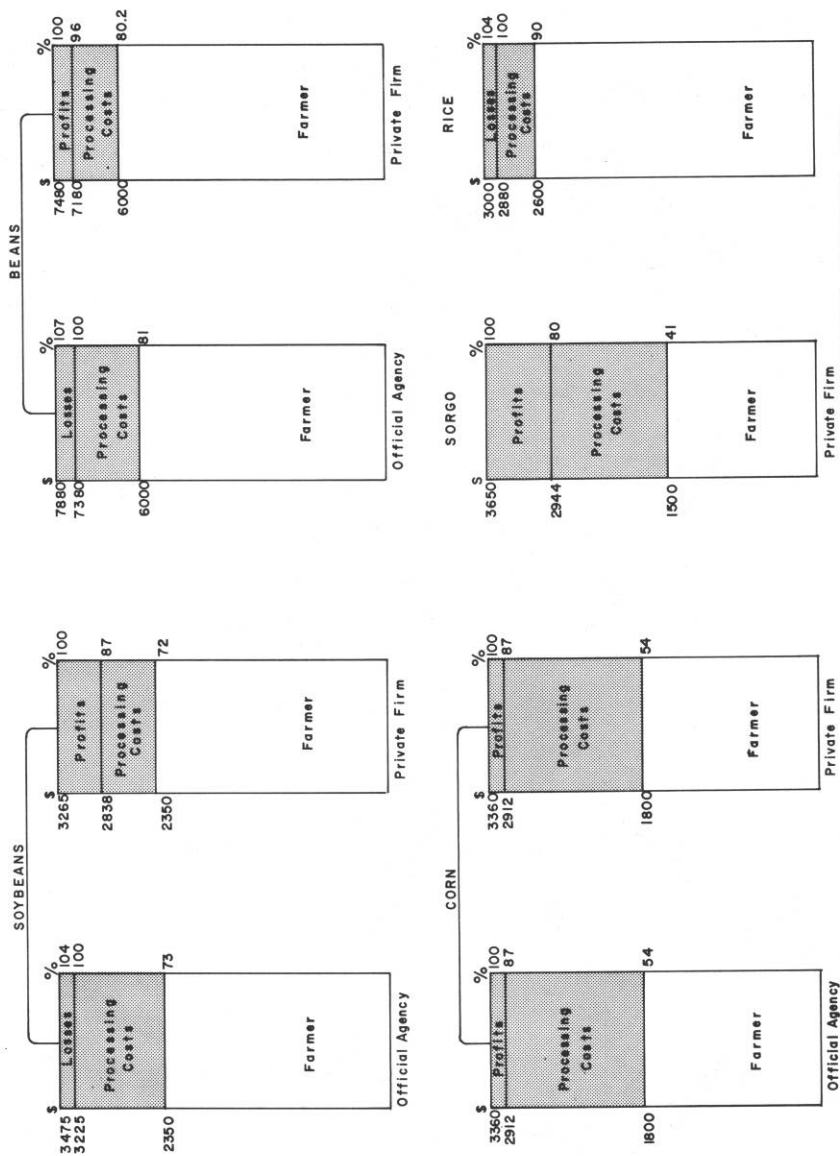 SOYBEANS
$
%
3475
Losses
104
3225
100
Processing
Costs
2350
73
Farmer
Official Agency
$
%
3265
Profits
100
2838
87
Processing
Costs
2350
72
Farmer
Private Firm
BEANS
$
%
7880
Losses
107
7380
100
Processing
Costs
6000
81
Farmer
Official Agency
$
%
7480
Profits
100
7180
96
Processing
Costs
6000
80.2
Farmer
Private Firm
CORN
$
%
3360
Profits
100
2912
87
Processing
Costs
1800
54
Farmer
Official Agency
$
%
3360
Profits
100
2912
87
Processing
Costs
1800
54
Farmer
Private Firm
SORGO
$
%
3650
Profits
100
2944
80
Processing
Costs
1500
41
Farmer
Private Firm
RICE
$
%
3000
Losses
104
2880
100
Processing
Costs
2600
90
Farmer